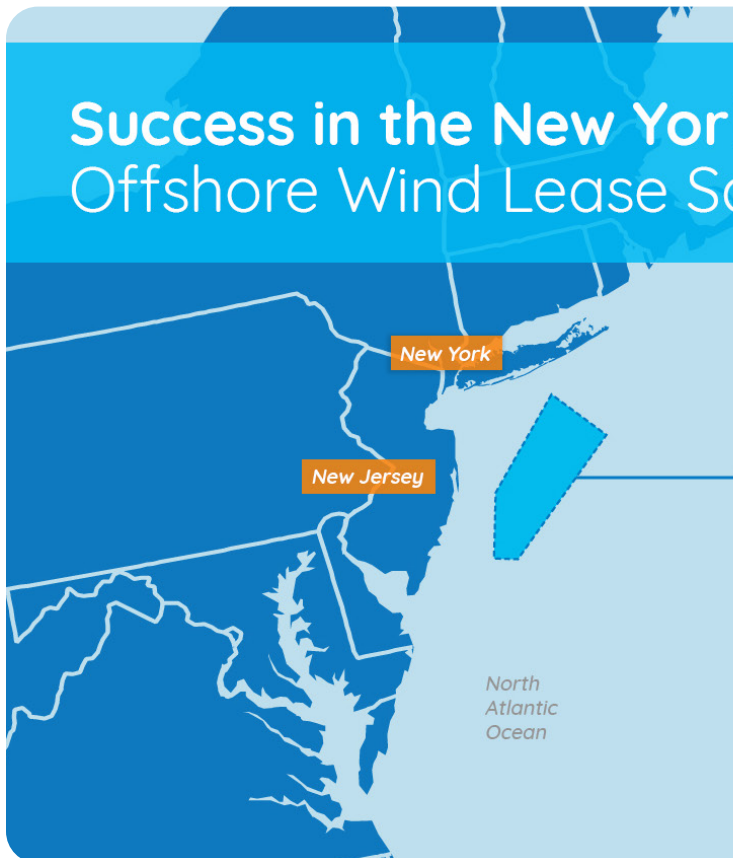 Success in the New Yor
Offshore Wind Lease Sa
New York
New Jersey
North
Atlantic
Ocean